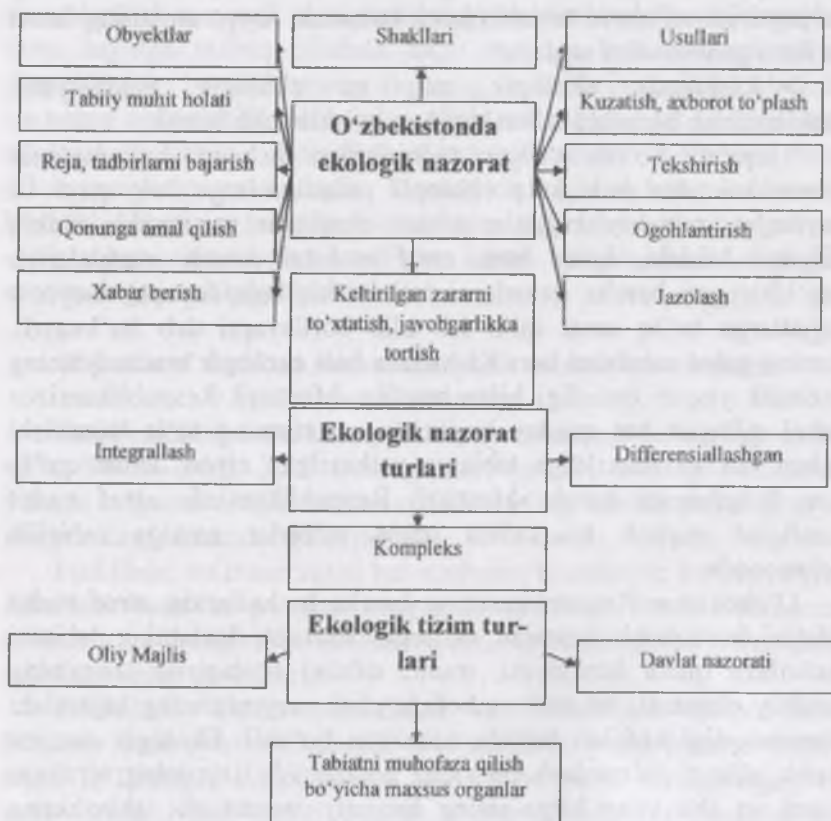 Obyektlar
Shakllari
Usullari
Tabiiy muhit holati
O‘zbekistonda
ekologik nazorat
Kuzatish, axborot to‘plash
Reja, tadbirlarni bajarish
Tekshirish
Qonunga amal qilish
Ogohlantirish
Xabar berish
Keltirilgan zararni
to‘xtatish, javobgarlikka
tortish
Jazolash
Integrallash
Ekologik nazorat
turlari
Differensiallashgan
Kompleks
Ekologik tizim tur-
lari
Oliy Majlis
Davlat nazorati
Tabiatni muhofaza qilish
bo‘yicha maxsus organlar